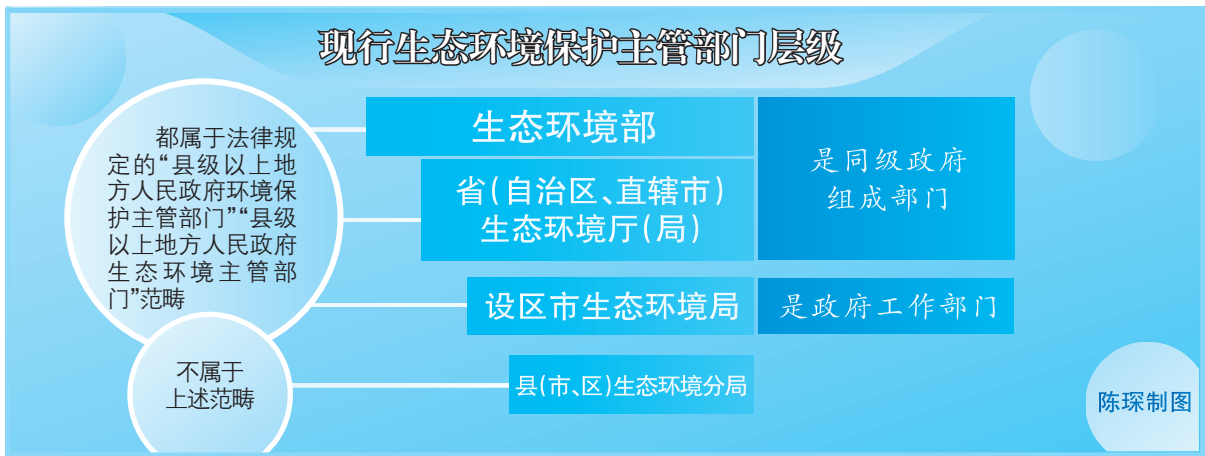 现行生态环境保护主管部门层级
都属于法律规
定的“县级以上地
方人民政府环境保
护主管部门”“县级
以上地方人民政府
生态环境主管部
门”范畴
生态环境部
省(自治区、直辖市)
生态环境厅(局)
是同级政府
组成部门
设区市生态环境局
是政府工作部门
不属于
上述范畴
县(市、区)生态环境分局
陈琛制图